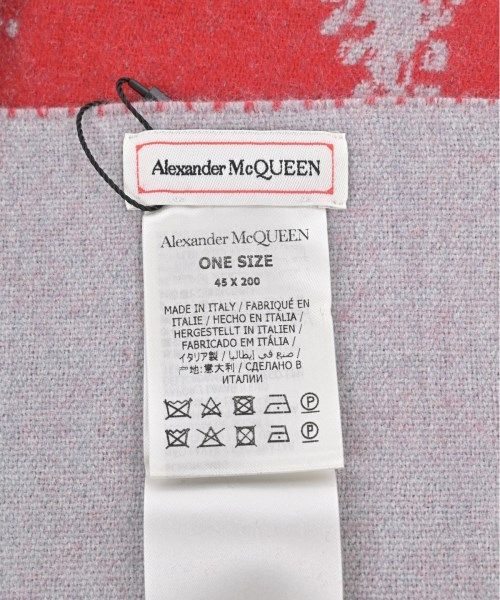 Alexander McQUEEN
Alexander McQUEEN
ONE SIZE
45 X 200
MADE IN ITALY / FABRIQUÉ EN
ITALIE / HECHO EN ITALIA /
HERGESTELLT IN ITALIEN /
FABRICADO EM ITÁLIA /
イタリア製 / صنع في إيطاليا /
产地:意大利 / СДЕЛАНО В
ИТАЛИИ